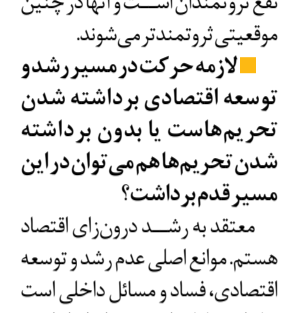 نفع ثروتمندان است و آنها در چنین
موقعیتی ثروتمندتر می‌شوند.
لازمه حرکت در مسیر رشد و
توسعه اقتصادی برداشته شدن
تحریم‌هاست یا بدون برداشته
شدن تحریم‌ها هم می‌توان در این
مسیر قدم برداشت؟
معتقد به رشد درون‌زای اقتصاد
هستم. موانع اصلی عدم رشد و توسعه
اقتصادی، فساد و مسائل داخلی است